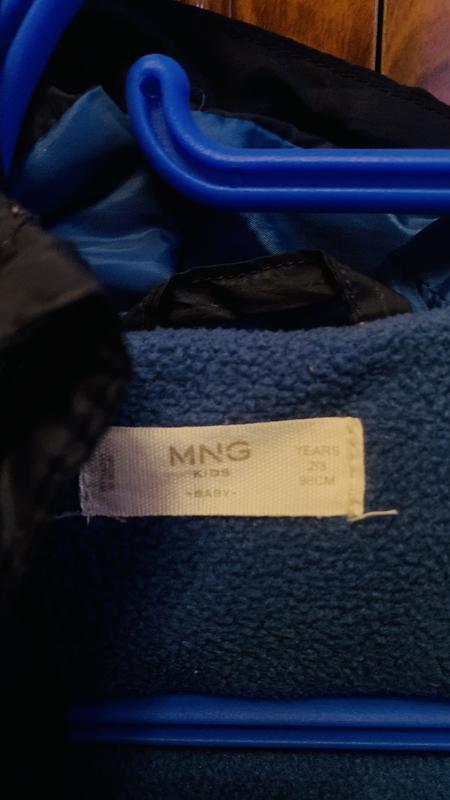 MNG
KIDS
-BABY-
YEARS
2/3
98CM